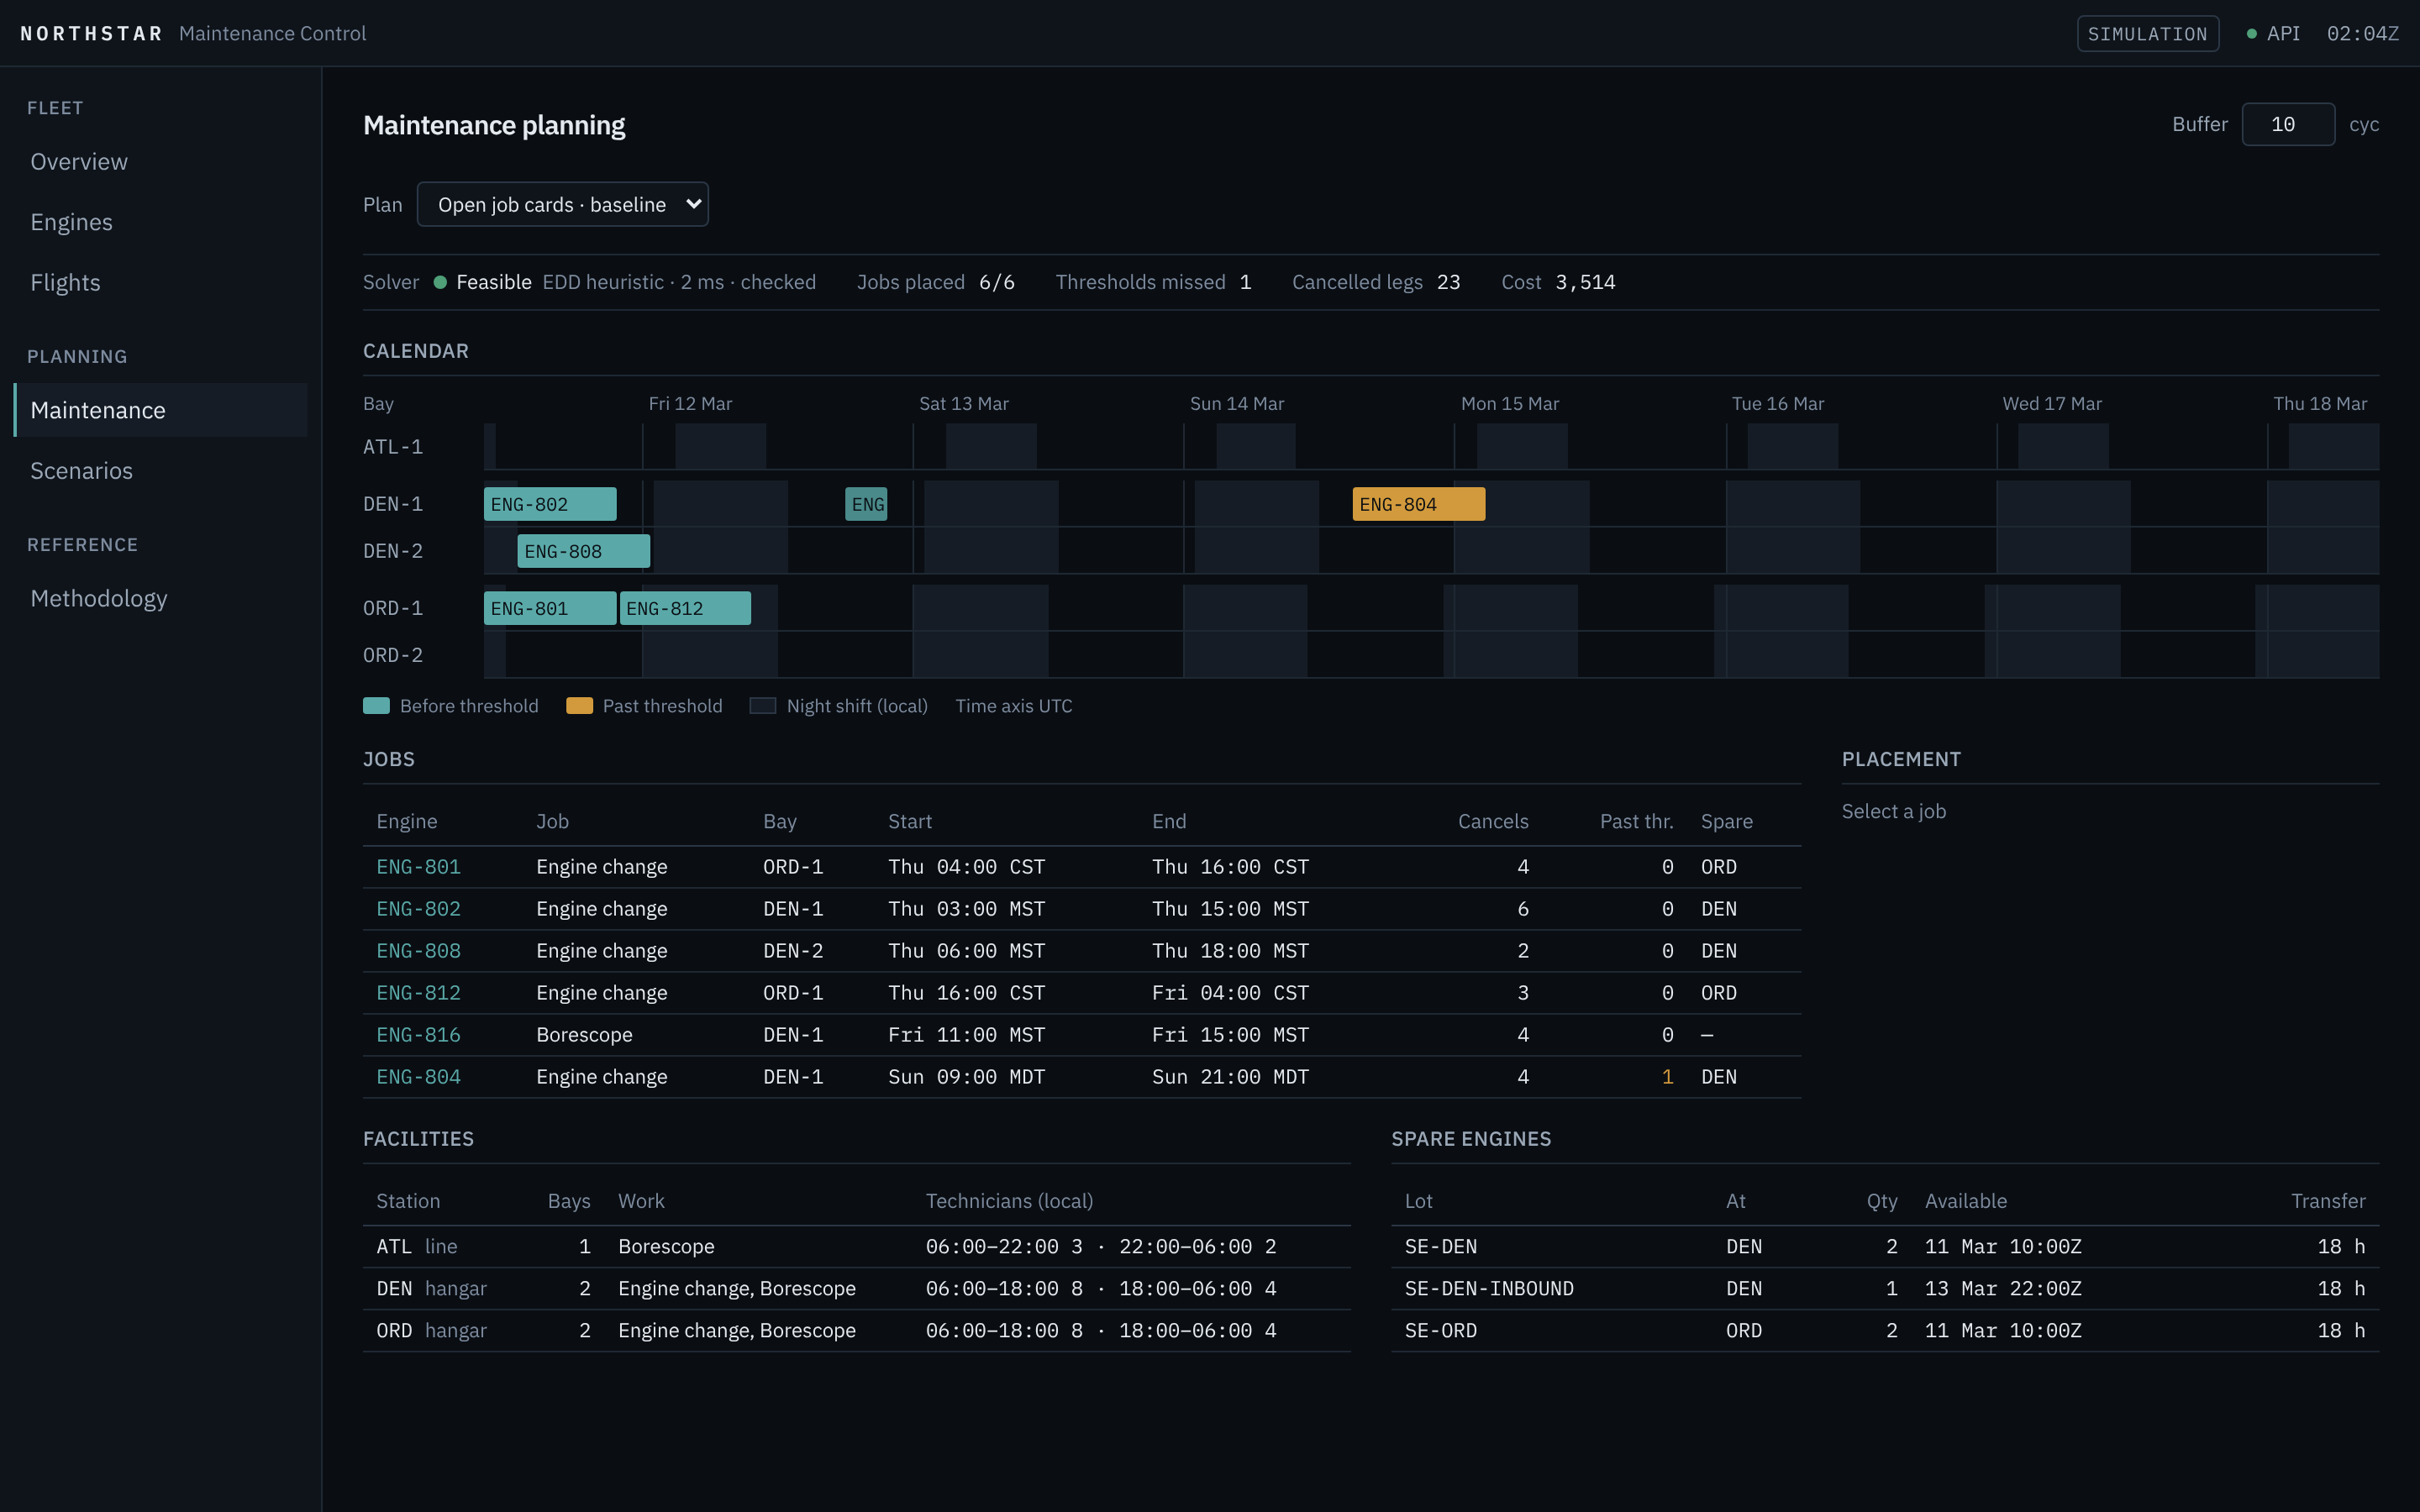 NORTHSTAR Maintenance Control SIMULATION API 02:04Z
FLEET
Overview
Engines
Flights
PLANNING
Maintenance
Scenarios
REFERENCE
Methodology
Maintenance planning Buffer 10 cyc
Plan Open job cards · baseline
Solver Feasible EDD heuristic · 2 ms · checked Jobs placed 6/6 Thresholds missed 1 Cancelled legs 23 Cost 3,514
CALENDAR
Bay Fri 12 Mar Sat 13 Mar Sun 14 Mar Mon 15 Mar Tue 16 Mar Wed 17 Mar Thu 18 Mar
ATL-1
DEN-1 ENG-802 ENG ENG-804
DEN-2 ENG-808
ORD-1 ENG-801 ENG-812
ORD-2
Before threshold Past threshold Night shift (local) Time axis UTC
JOBS
Engine Job Bay Start End Cancels Past thr. Spare
ENG-801 Engine change ORD-1 Thu 04:00 CST Thu 16:00 CST 4 0 ORD
ENG-802 Engine change DEN-1 Thu 03:00 MST Thu 15:00 MST 6 0 DEN
ENG-808 Engine change DEN-2 Thu 06:00 MST Thu 18:00 MST 2 0 DEN
ENG-812 Engine change ORD-1 Thu 16:00 CST Fri 04:00 CST 3 0 ORD
ENG-816 Borescope DEN-1 Fri 11:00 MST Fri 15:00 MST 4 0 —
ENG-804 Engine change DEN-1 Sun 09:00 MDT Sun 21:00 MDT 4 1 DEN
PLACEMENT
Select a job
FACILITIES
Station Bays Work Technicians (local)
ATL line 1 Borescope 06:00–22:00 3 · 22:00–06:00 2
DEN hangar 2 Engine change, Borescope 06:00–18:00 8 · 18:00–06:00 4
ORD hangar 2 Engine change, Borescope 06:00–18:00 8 · 18:00–06:00 4
SPARE ENGINES
Lot At Qty Available Transfer
SE-DEN DEN 2 11 Mar 10:00Z 18 h
SE-DEN-INBOUND DEN 1 13 Mar 22:00Z 18 h
SE-ORD ORD 2 11 Mar 10:00Z 18 h